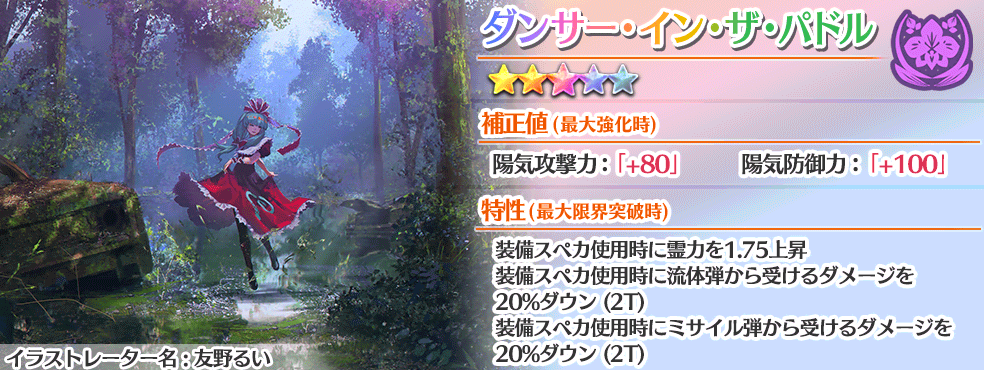 ダンサー・イン・ザ・パドル
補正値 (最大強化時)
陽気攻撃力:「+80」 陽気防御力:「+100」
特性 (最大限界突破時)
装備スペカ使用時に霊力を1.75上昇
装備スペカ使用時に流体弾から受けるダメージを
20%ダウン (2T)
装備スペカ使用時にミサイル弾から受けるダメージを
20%ダウン (2T)
イラストレーター名:友野るい